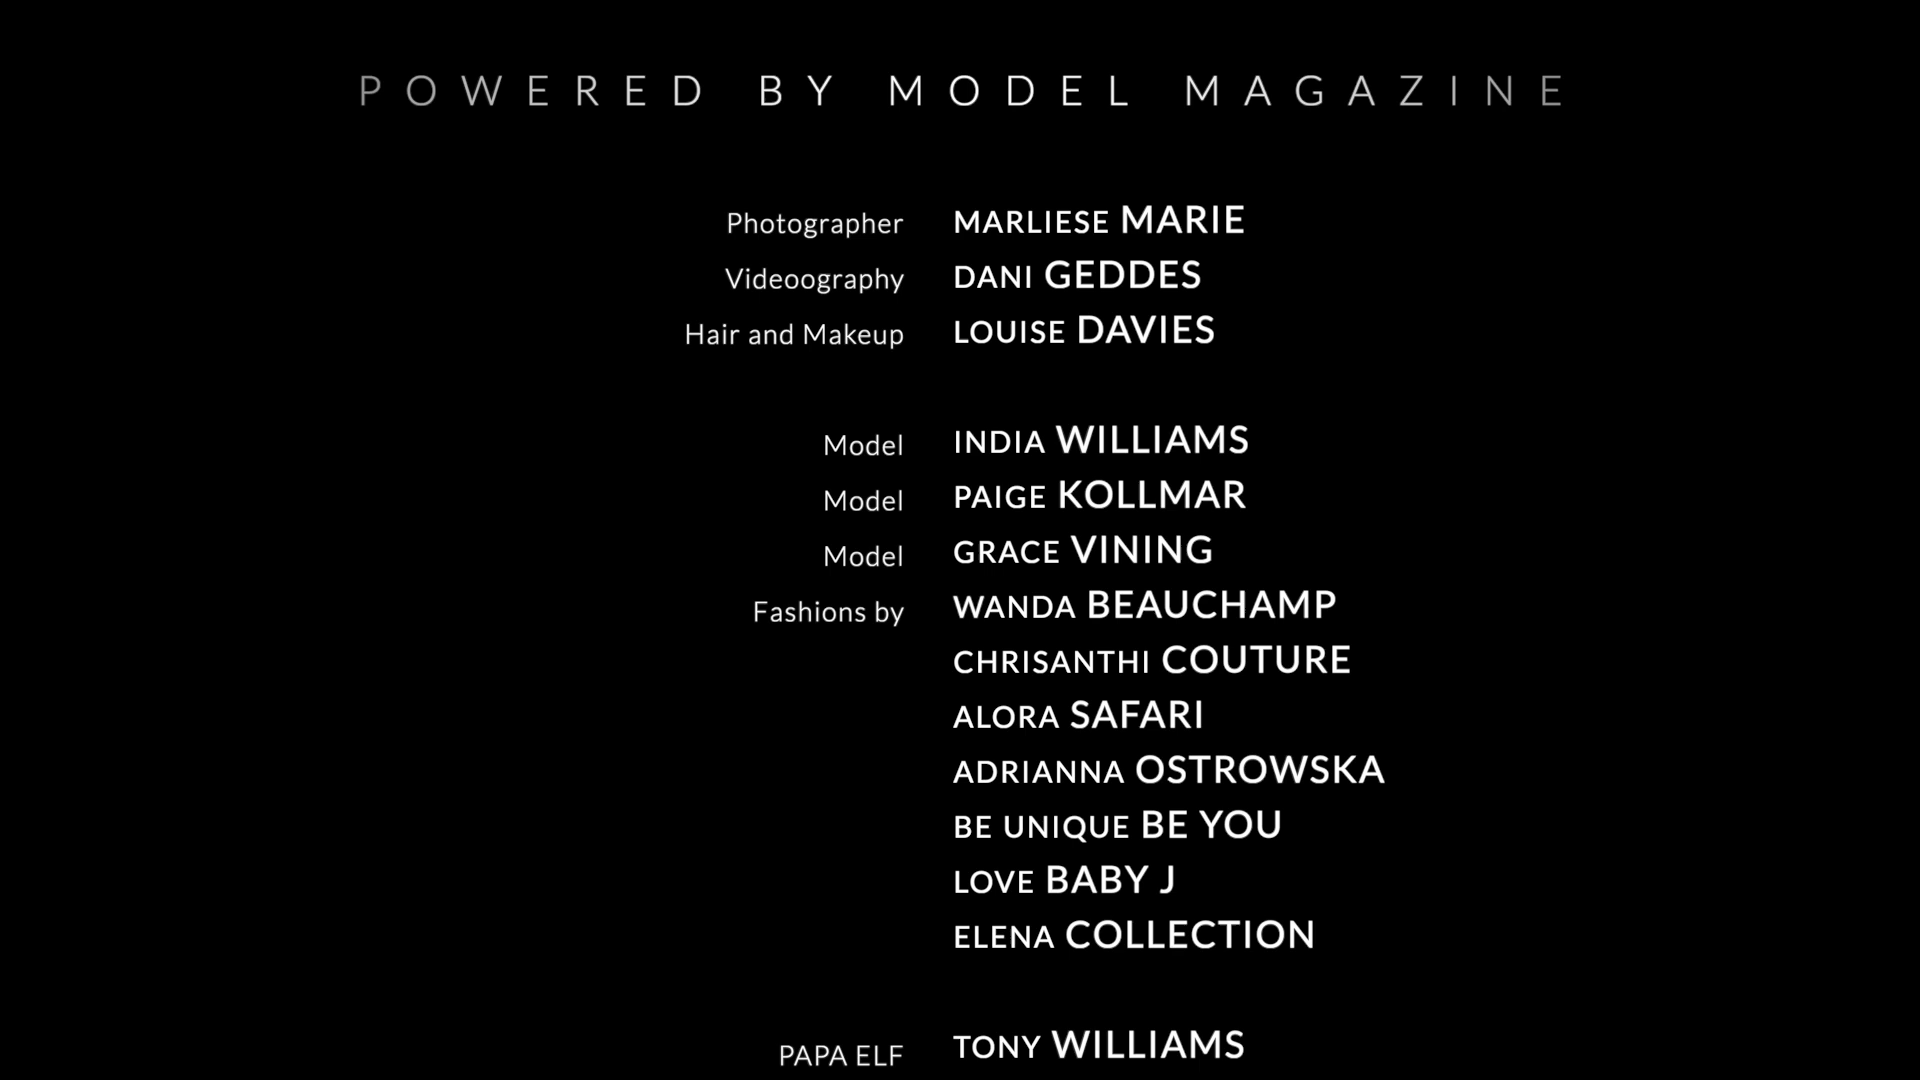 POWERED BY MODEL MAGAZINE
Photographer MARLIESE MARIE
Videoography DANI GEDDES
Hair and Makeup LOUISE DAVIES
Model INDIA WILLIAMS
Model PAIGE KOLLMAR
Model GRACE VINING
Fashions by WANDA BEAUCHAMP
CHRISANTHI COUTURE
ALORA SAFARI
ADRIANNA OSTROWSKA
BE UNIQUE BE YOU
LOVE BABY J
ELENA COLLECTION
PAPA ELF TONY WILLIAMS